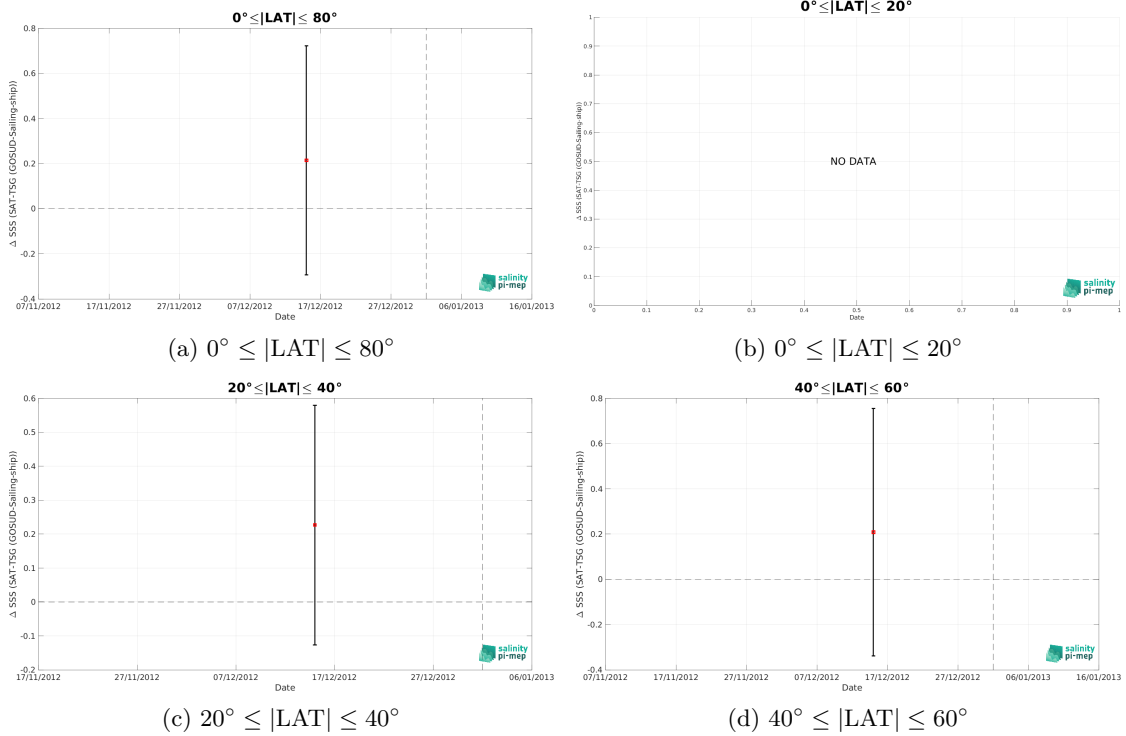 0°≤|LAT|≤ 80°
0.8
0.6
0.4
0.2
0
-0.2
-0.4
Δ SSS (SAT-TSG (GOSUD-Sailing-ship))
07/11/2012 17/11/2012 27/11/2012 07/12/2012 17/12/2012 27/12/2012 06/01/2013 16/01/2013
Date
salinity
pi-mep
(a) 0° ≤ |LAT| ≤ 80°
0°≤|LAT|≤ 20°
1
0.9
0.8
0.7
0.6
0.5
0.4
0.3
0.2
0.1
0
Δ SSS (SAT-TSG (GOSUD-Sailing-ship))
NO DATA
0 0.1 0.2 0.3 0.4 0.5 0.6 0.7 0.8 0.9 1
Date
salinity
pi-mep
(b) 0° ≤ |LAT| ≤ 20°
20°≤|LAT|≤ 40°
0.6
0.5
0.4
0.3
0.2
0.1
0
-0.1
-0.2
Δ SSS (SAT-TSG (GOSUD-Sailing-ship))
17/11/2012 27/11/2012 07/12/2012 17/12/2012 27/12/2012 06/01/2013
Date
salinity
pi-mep
(c) 20° ≤ |LAT| ≤ 40°
40°≤|LAT|≤ 60°
0.8
0.6
0.4
0.2
0
-0.2
-0.4
Δ SSS (SAT-TSG (GOSUD-Sailing-ship))
07/11/2012 17/11/2012 27/11/2012 07/12/2012 17/12/2012 27/12/2012 06/01/2013 16/01/2013
Date
salinity
pi-mep
(d) 40° ≤ |LAT| ≤ 60°